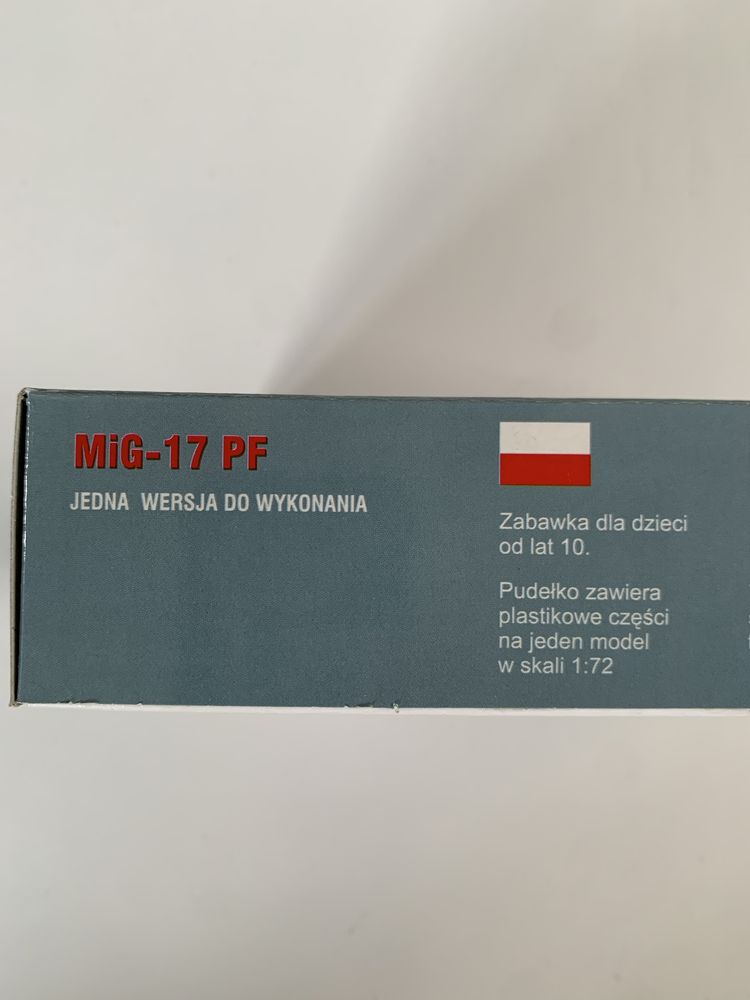 MiG-17 PF
JEDNA WERSJA DO WYKONANIA
Zabawka dla dzieci
od lat 10.
Pudełko zawiera
plastikowe części
na jeden model
w skali 1:72